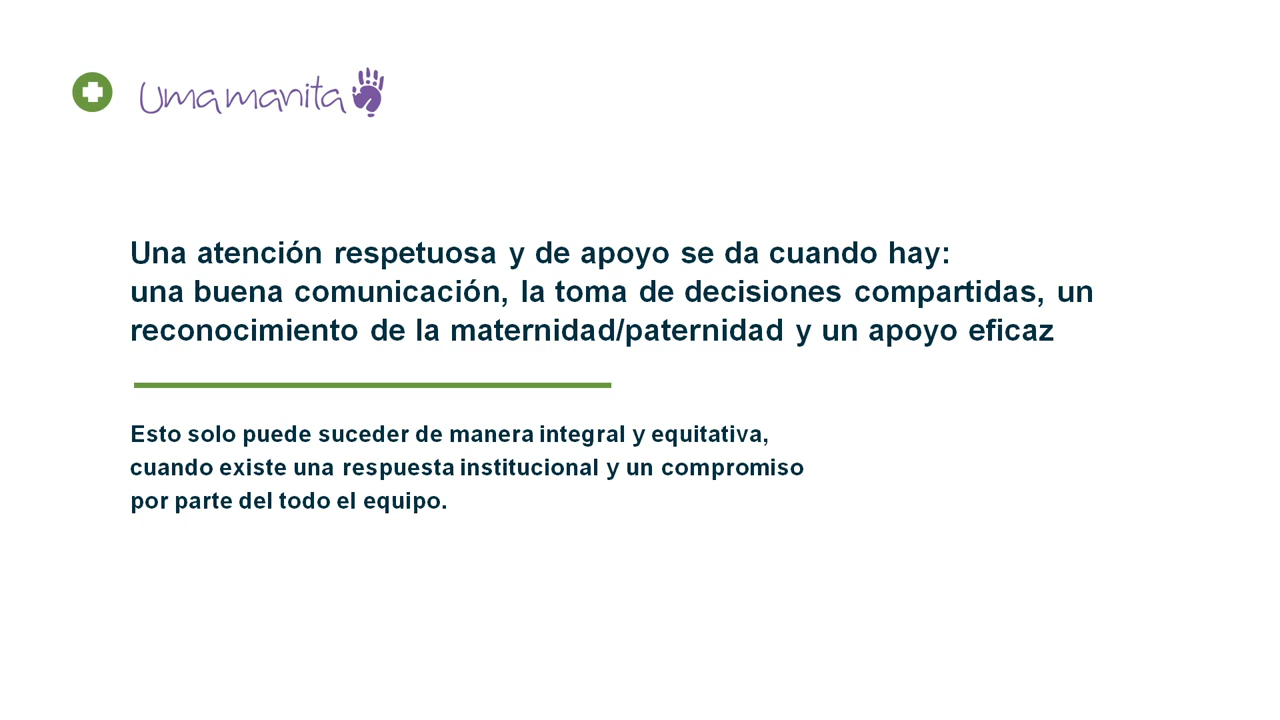 Umamanita
Una atención respetuosa y de apoyo se da cuando hay:
una buena comunicación, la toma de decisiones compartidas, un
reconocimiento de la maternidad/paternidad y un apoyo eficaz
Esto solo puede suceder de manera integral y equitativa,
cuando existe una respuesta institucional y un compromiso
por parte del todo el equipo.